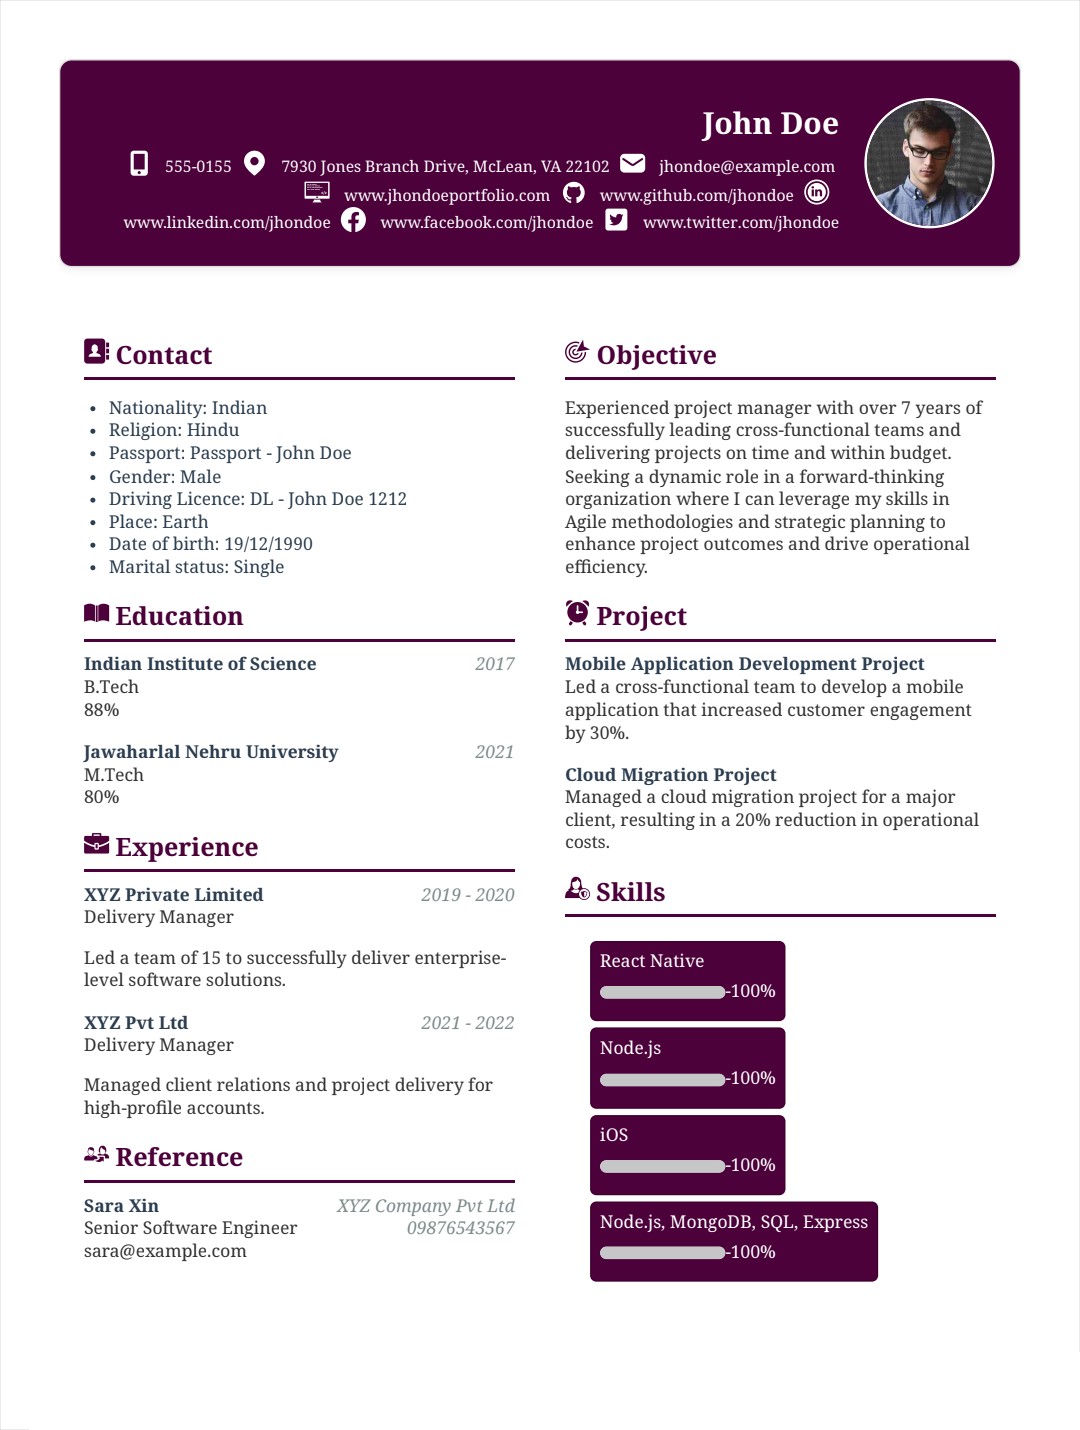 John Doe
555-0155 7930 Jones Branch Drive, McLean, VA 22102 jhondoe@example.com
www.jhondoeportfolio.com www.github.com/jhondoe
www.linkedin.com/jhondoe www.facebook.com/jhondoe www.twitter.com/jhondoe
Contact
• Nationality: Indian
• Religion: Hindu
• Passport: Passport - John Doe
• Gender: Male
• Driving Licence: DL - John Doe 1212
• Place: Earth
• Date of birth: 19/12/1990
• Marital status: Single
Education
Indian Institute of Science 2017
B.Tech
88%
Jawaharlal Nehru University 2021
M.Tech
80%
Experience
XYZ Private Limited 2019 - 2020
Delivery Manager
Led a team of 15 to successfully deliver enterprise-
level software solutions.
XYZ Pvt Ltd 2021 - 2022
Delivery Manager
Managed client relations and project delivery for
high-profile accounts.
Reference
Sara Xin XYZ Company Pvt Ltd
Senior Software Engineer 09876543567
sara@example.com
Objective
Experienced project manager with over 7 years of
successfully leading cross-functional teams and
delivering projects on time and within budget.
Seeking a dynamic role in a forward-thinking
organization where I can leverage my skills in
Agile methodologies and strategic planning to
enhance project outcomes and drive operational
efficiency.
Project
Mobile Application Development Project
Led a cross-functional team to develop a mobile
application that increased customer engagement
by 30%.
Cloud Migration Project
Managed a cloud migration project for a major
client, resulting in a 20% reduction in operational
costs.
Skills
React Native
-100%
Node.js
-100%
iOS
-100%
Node.js, MongoDB, SQL, Express
-100%